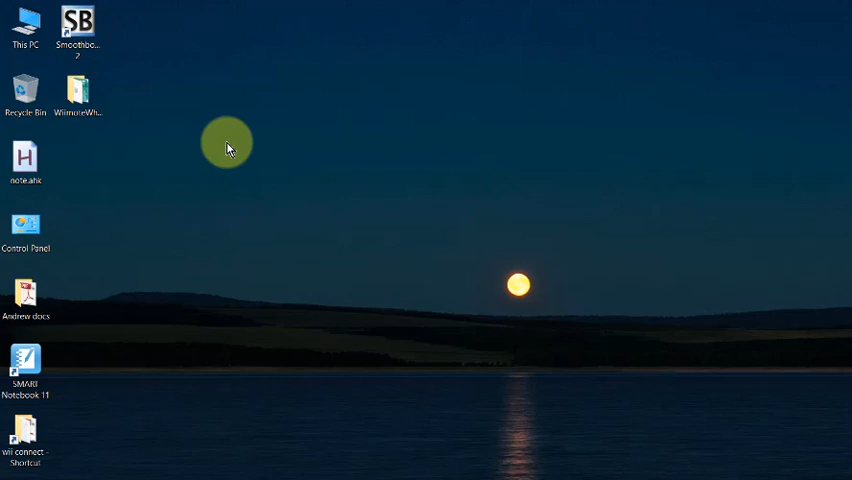 This PC
SB
Smoothbo...
2
Recycle Bin
WiimoteWh...
H
note.ahk
Control Panel
Andrew docs
SMART
Notebook 11
wii connect -
Shortcut